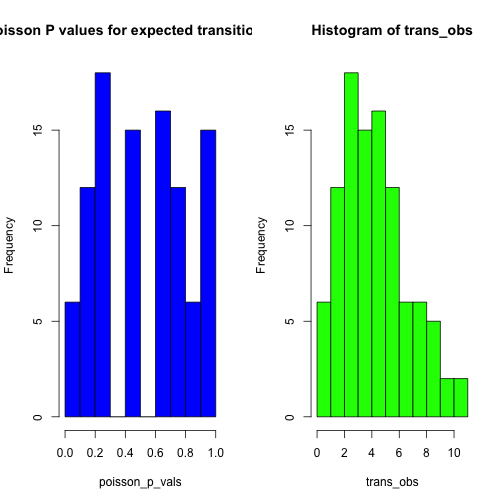 oisson P values for expected transitio
Histogram of trans_obs
Frequency
0 5 10 15
0.0 0.2 0.4 0.6 0.8 1.0
poisson_p_vals
Frequency
0 5 10 15
0 2 4 6 8 10
trans_obs